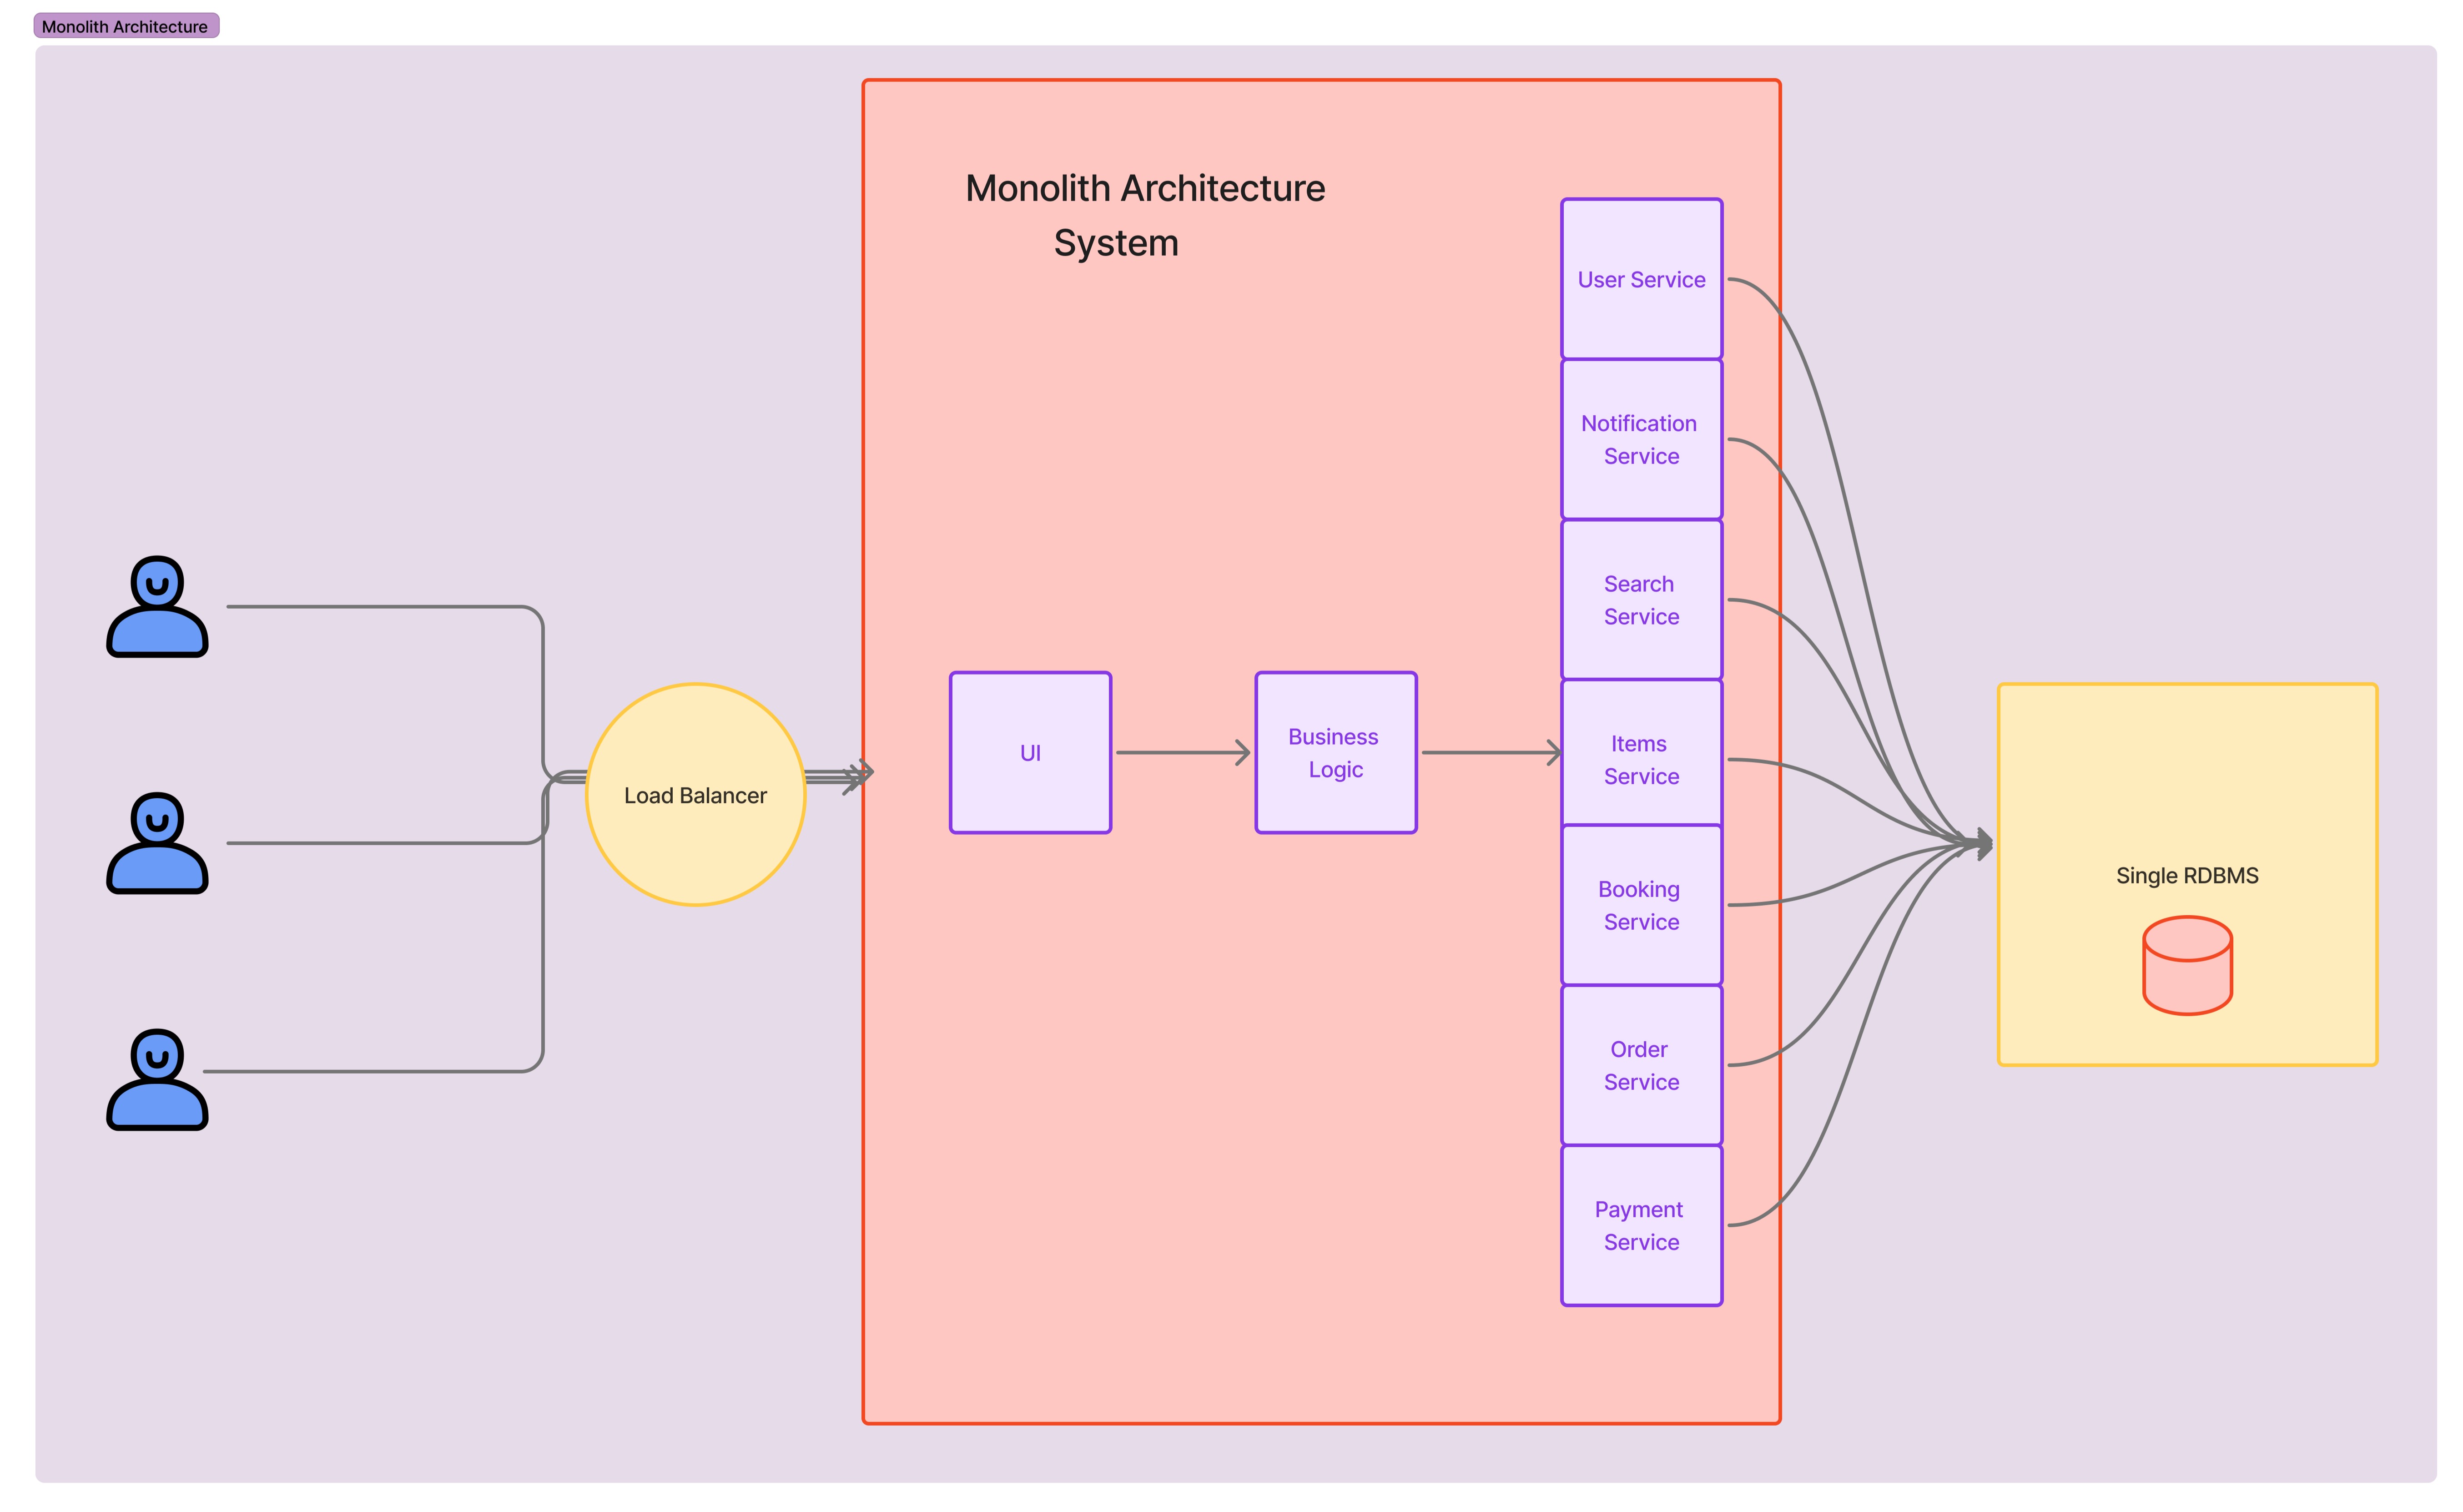 Monolith Architecture
Monolith Architecture
System
User Service
Notification
Service
Search
Service
UI
Business
Logic
Items
Service
Load Balancer
Booking
Service
Single RDBMS
Order
Service
Payment
Service